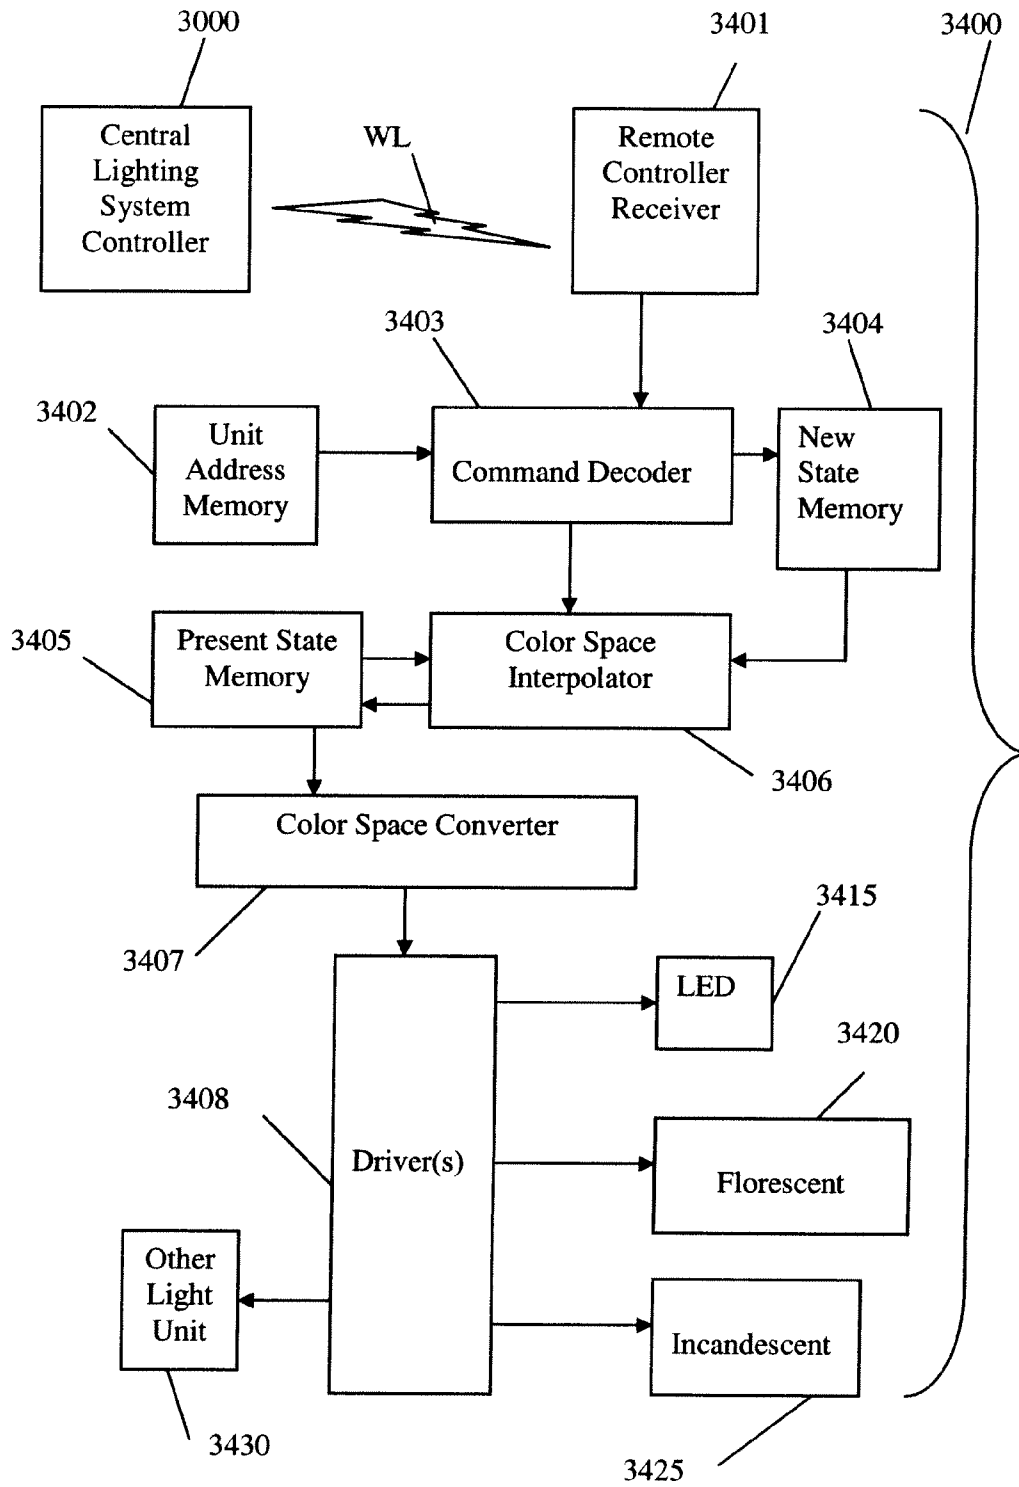 3000
3401
3400
Central
Lighting
System
Controller
WL
Remote
Controller
Receiver
3403
3404
3402
Unit
Address
Memory
Command Decoder
New
State
Memory
3405
Present State
Memory
Color Space
Interpolator
3406
Color Space Converter
3407
3415
LED
3420
3408
Driver(s)
Florescent
Other
Light
Unit
Incandescent
3430
3425